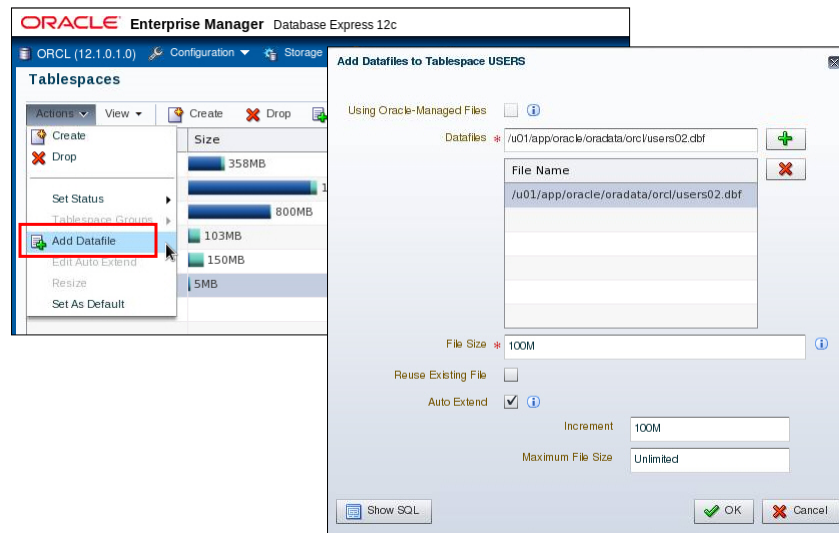 ORACLE Enterprise Manager Database Express 12c
ORCL (12.1.0.1.0) Configuration Storage
Tablespaces
Actions View Create Drop
Create
Drop
Set Status
Tablespace Groups
Add Datafile
Edit Auto Extend
Resize
Set As Default
Size
358MB
1
800MB
103MB
150MB
5MB
Add Datafiles to Tablespace USERS
Using Oracle-Managed Files
Datafiles * /u01/app/oracle/oradata/orcl/users02.dbf
File Name
/u01/app/oracle/oradata/orcl/users02.dbf
File Size * 100M
Reuse Existing File
Auto Extend
Increment 100M
Maximum File Size Unlimited
Show SQL OK Cancel